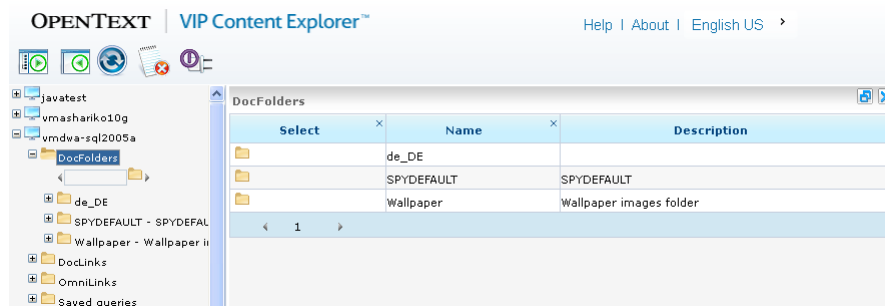 OPENTEXT | VIP Content Explorer™
Help | About | English US
javatest
vmashariko10g
vmdwa-sql2005a
DocFolders
de_DE
SPYDEFAULT - SPYDEFAU
Wallpaper - Wallpaper i
DocLinks
OmniLinks
Saved queries
DocFolders
Select Name Description
de_DE
SPYDEFAULT SPYDEFAULT
Wallpaper Wallpaper images folder
1